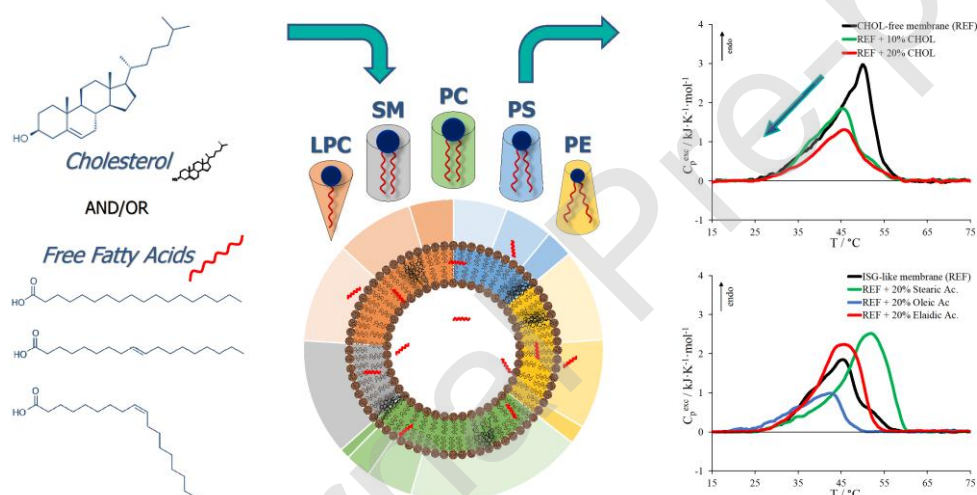 HO
Cholesterol
AND/OR
Free Fatty Acids
O
HO
O
HO
O
HO
LPC
SM
PC
PS
PE
endo
CHOL-free membrane (REF)
REF + 10% CHOL
REF + 20% CHOL
4
3
2
1
0
-1
15 25 35 45 55 65 75
Cp exc / kJ·K-1·mol-1
T / °C
endo
ISG-like membrane (REF)
REF + 20% Stearic Ac.
REF + 20% Oleic Ac
REF + 20% Elaidic Ac.
4
3
2
1
0
-1
15 25 35 45 55 65 75
Cp exc / kJ·K-1·mol-1
T / °C